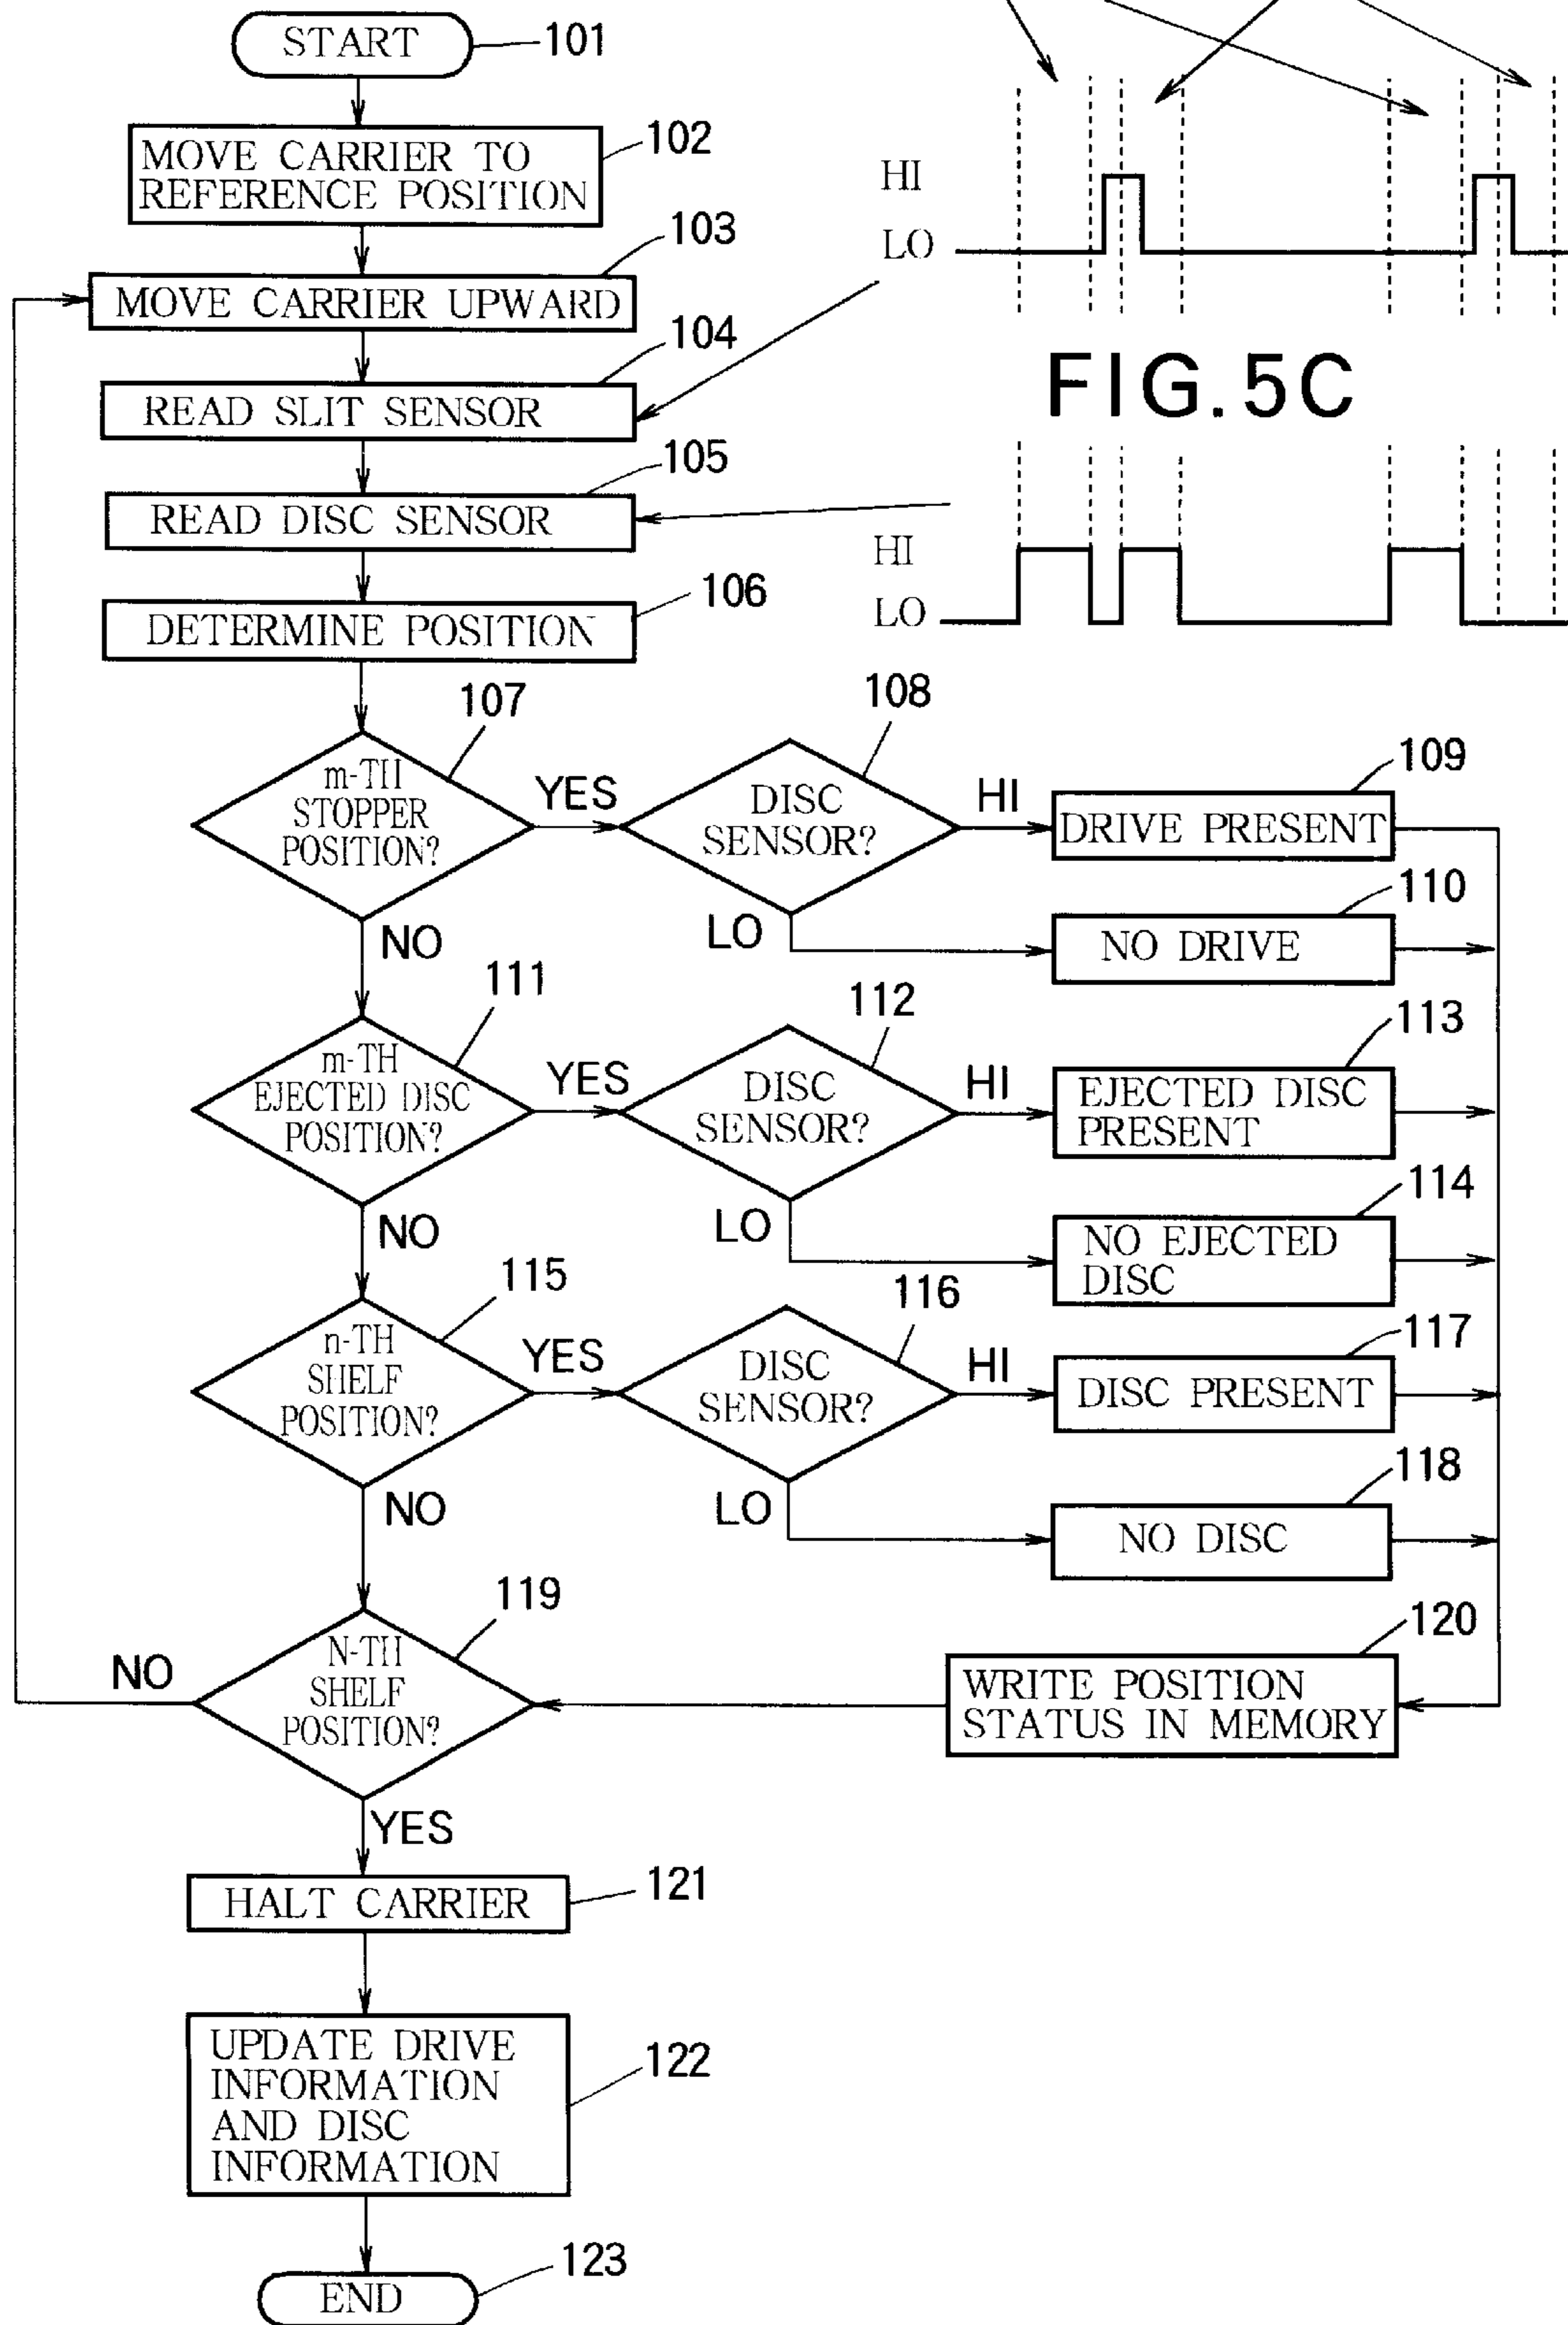 START
101
MOVE CARRIER TO
REFERENCE POSITION
102
HI
LO
103
MOVE CARRIER UPWARD
104
READ SLIT SENSOR
FIG. 5C
105
READ DISC SENSOR
HI
LO
106
DETERMINE POSITION
107
m-TH
STOPPER
POSITION?
YES
NO
108
DISC
SENSOR?
HI
LO
109
DRIVE PRESENT
110
NO DRIVE
111
m-TH
EJECTED DISC
POSITION?
YES
NO
112
DISC
SENSOR?
HI
LO
113
EJECTED DISC
PRESENT
114
NO EJECTED
DISC
115
n-TH
SHELF
POSITION?
YES
NO
116
DISC
SENSOR?
HI
LO
117
DISC PRESENT
118
NO DISC
119
N-TH
SHELF
POSITION?
NO
YES
120
WRITE POSITION
STATUS IN MEMORY
121
HALT CARRIER
122
UPDATE DRIVE
INFORMATION
AND DISC
INFORMATION
123
END